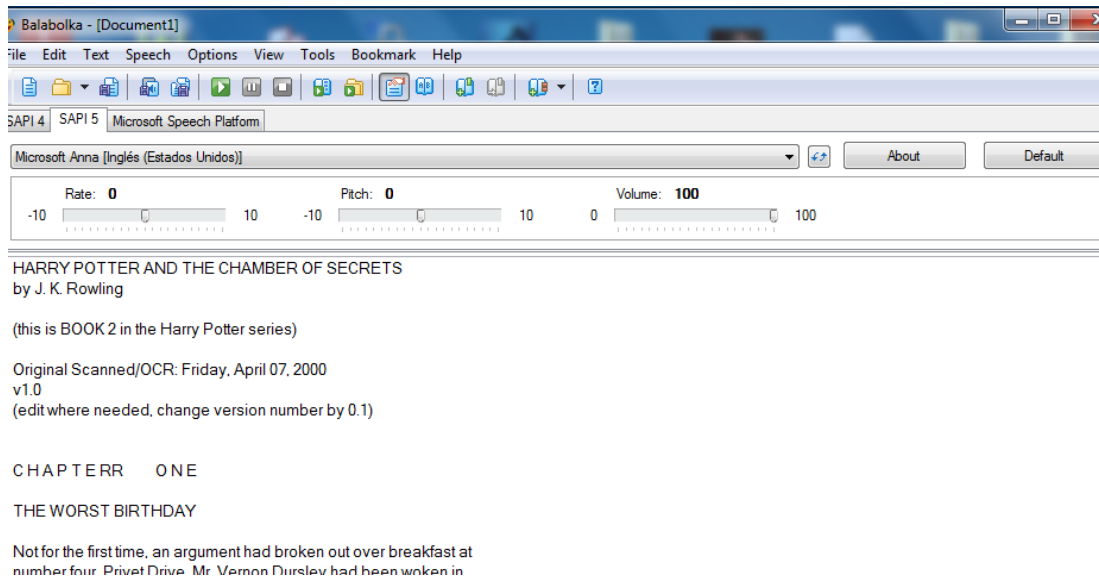 Balabolka - [Document1]
File Edit Text Speech Options View Tools Bookmark Help
SAPI 4 SAPI 5 Microsoft Speech Platform
Microsoft Anna [Inglés (Estados Unidos)] About Default
Rate: 0 Pitch: 0 Volume: 100
-10 10 -10 10 0 100
HARRY POTTER AND THE CHAMBER OF SECRETS
by J. K. Rowling
(this is BOOK 2 in the Harry Potter series)
Original Scanned/OCR: Friday, April 07, 2000
v1.0
(edit where needed, change version number by 0.1)
C H A P T E RR O N E
THE WORST BIRTHDAY
Not for the first time, an argument had broken out over breakfast at
number four, Privet Drive. Mr. Vernon Dursley had been woken in